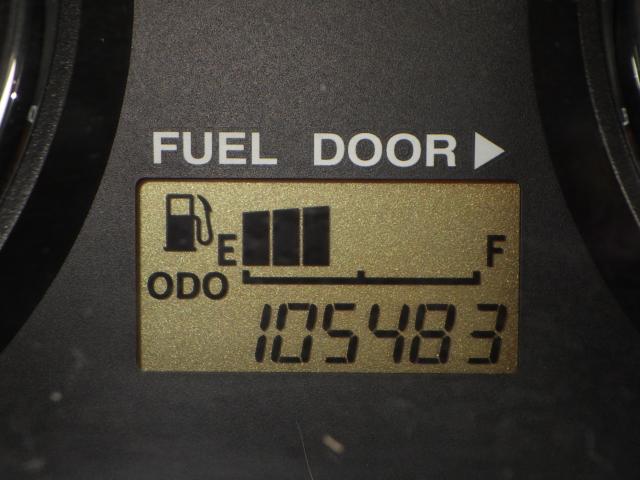 FUEL DOOR ▶
E F
ODO
105483